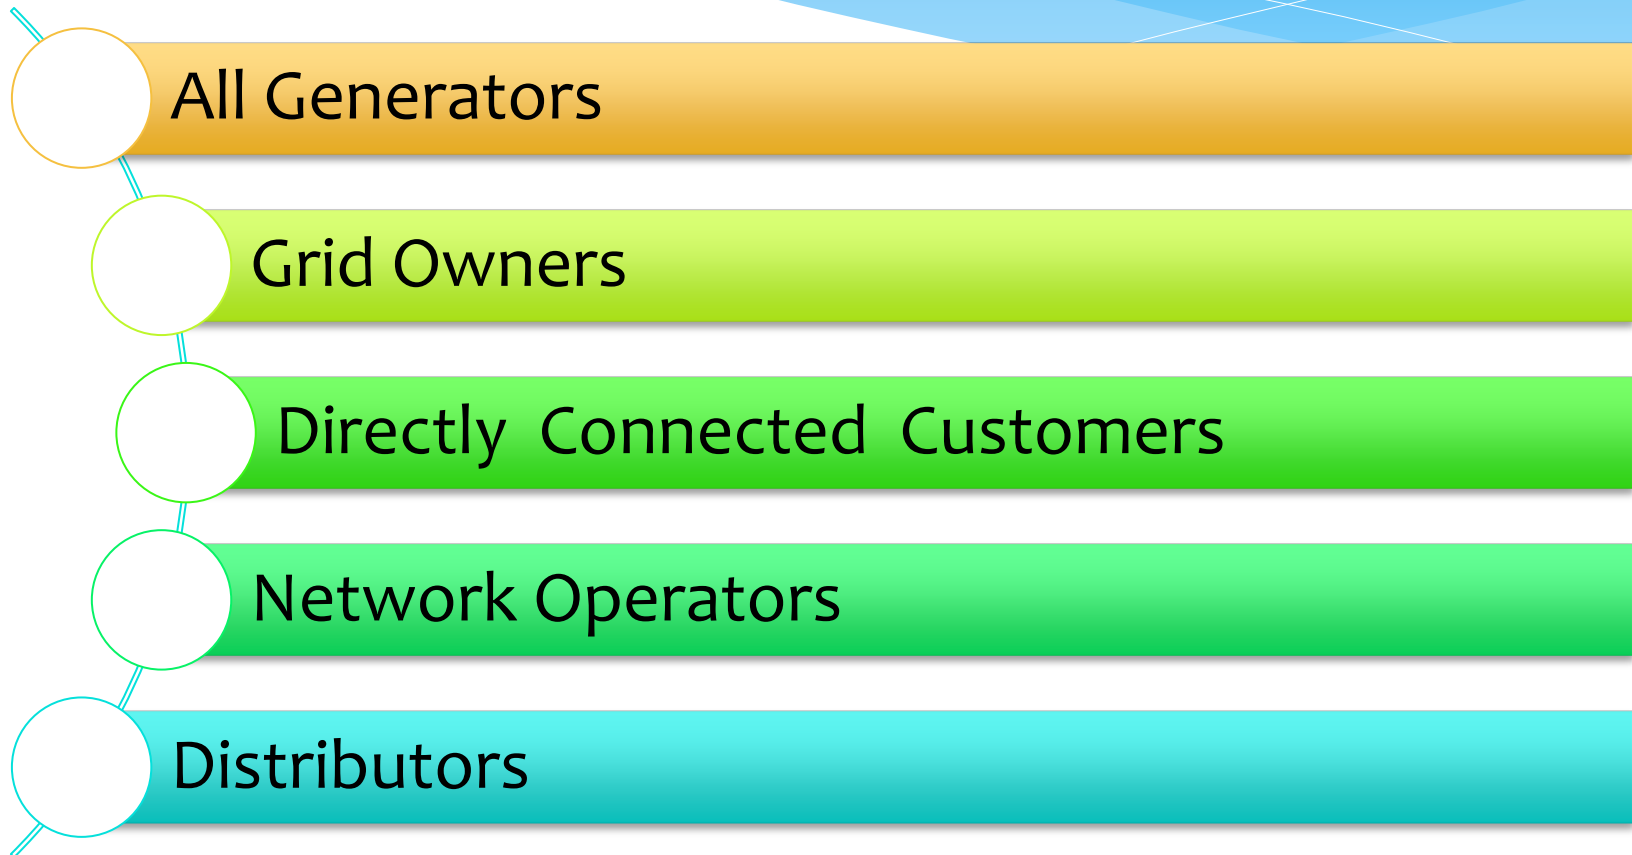 All Generators
Grid Owners
Directly Connected Customers
Network Operators
Distributors